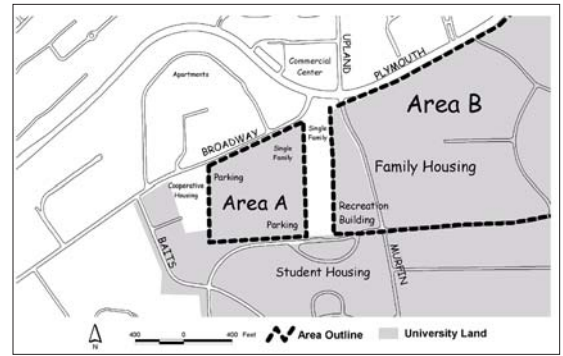 UPLAND
Commercial
Center
PLYMOUTH
Apartments
Area B
BROADWAY
Single
Family
Single
Family
Family Housing
Parking
Cooperative
Housing
Area A
Recreation
Building
Parking
BAITS
MURFIN
Student Housing
N
400 0 400 Feet
Area Outline
University Land